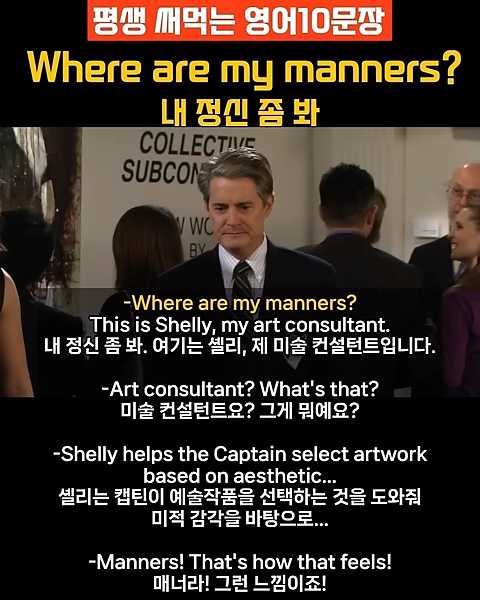 평생 써먹는 영어10문장
Where are my manners?
내 정신 좀 봐
COLLECTIVE
W WO
BY
-Where are my manners?
This is Shelly, my art consultant.
내 정신 좀 봐. 여기는 셸리, 제 미술 컨설턴트입니다.
-Art consultant? What's that?
미술 컨설턴트요? 그게 뭐예요?
-Shelly helps the Captain select artwork
based on aesthetic...
셸리는 캡틴이 예술작품을 선택하는 것을 도와줘
미적 감각을 바탕으로...
-Manners! That's how that feels!
매너라! 그런 느낌이죠!